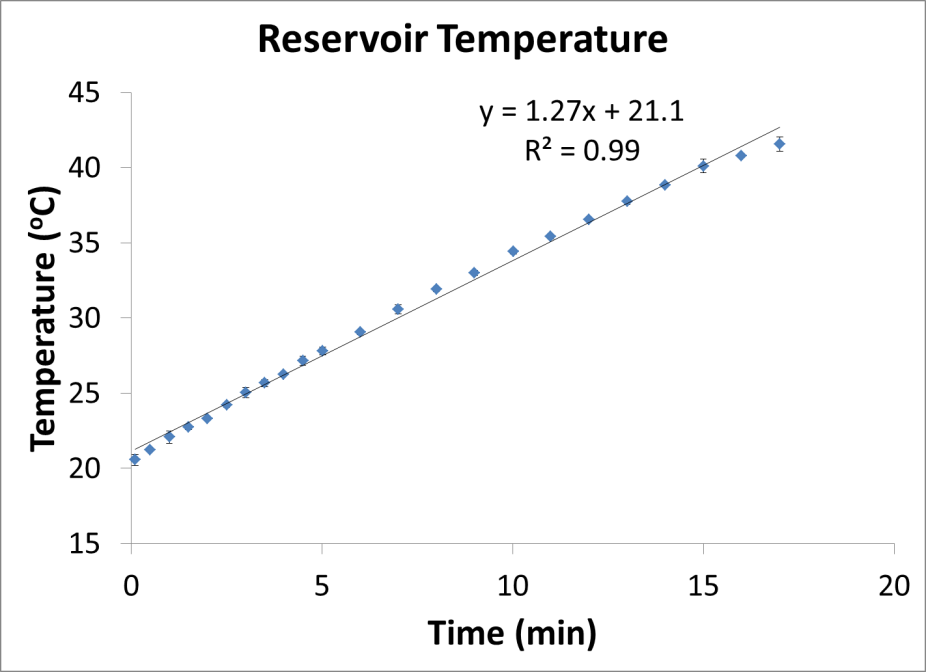 Reservoir Temperature
y = 1.27x + 21.1
R² = 0.99
45
40
35
30
25
20
15
Temperature (ºC)
0 5 10 15 20
Time (min)